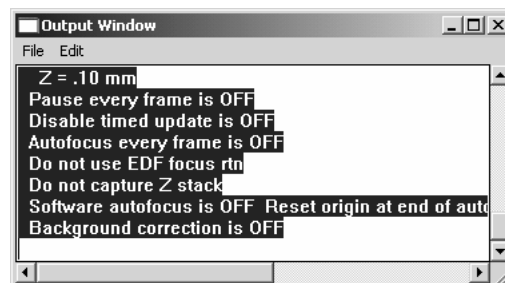 Output Window
File Edit
Z = .10 mm
Pause every frame is OFF
Disable timed update is OFF
Autofocus every frame is OFF
Do not use EDF focus rtn
Do not capture Z stack
Software autofocus is OFF Reset origin at end of auto
Background correction is OFF